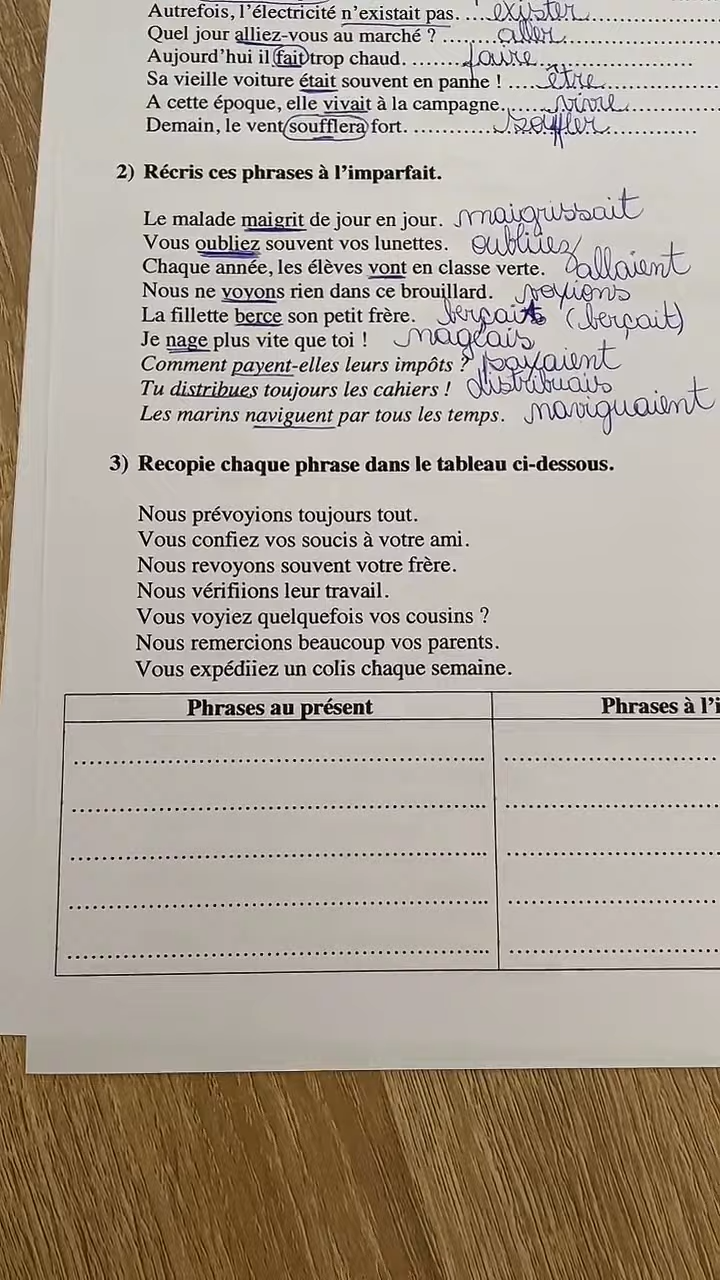 Autrefois, l'électricité n'existait pas. ... exister
Quel jour alliez-vous au marché ? ....... aller
Aujourd'hui il fait trop chaud. ....... faire
Sa vieille voiture était souvent en panne ! .... être
A cette époque, elle vivait à la campagne...... vivre
Demain, le vent soufflera fort. ............ souffler
2) Récris ces phrases à l'imparfait.
Le malade maigrit de jour en jour. maigrissait
Vous oubliez souvent vos lunettes. oubliiez
Chaque année, les élèves vont en classe verte. allaient
Nous ne voyons rien dans ce brouillard. voyions
La fillette berce son petit frère. berçait (berçait)
Je nage plus vite que toi ! nageais
Comment payent-elles leurs impôts ? payaient
Tu distribues toujours les cahiers ! distribuais
Les marins naviguent par tous les temps. naviguaient
3) Recopie chaque phrase dans le tableau ci-dessous.
Nous prévoyions toujours tout.
Vous confiez vos soucis à votre ami.
Nous revoyons souvent votre frère.
Nous vérifiions leur travail.
Vous voyiez quelquefois vos cousins ?
Nous remercions beaucoup vos parents.
Vous expédiiez un colis chaque semaine.
Phrases au présent Phrases à l'i